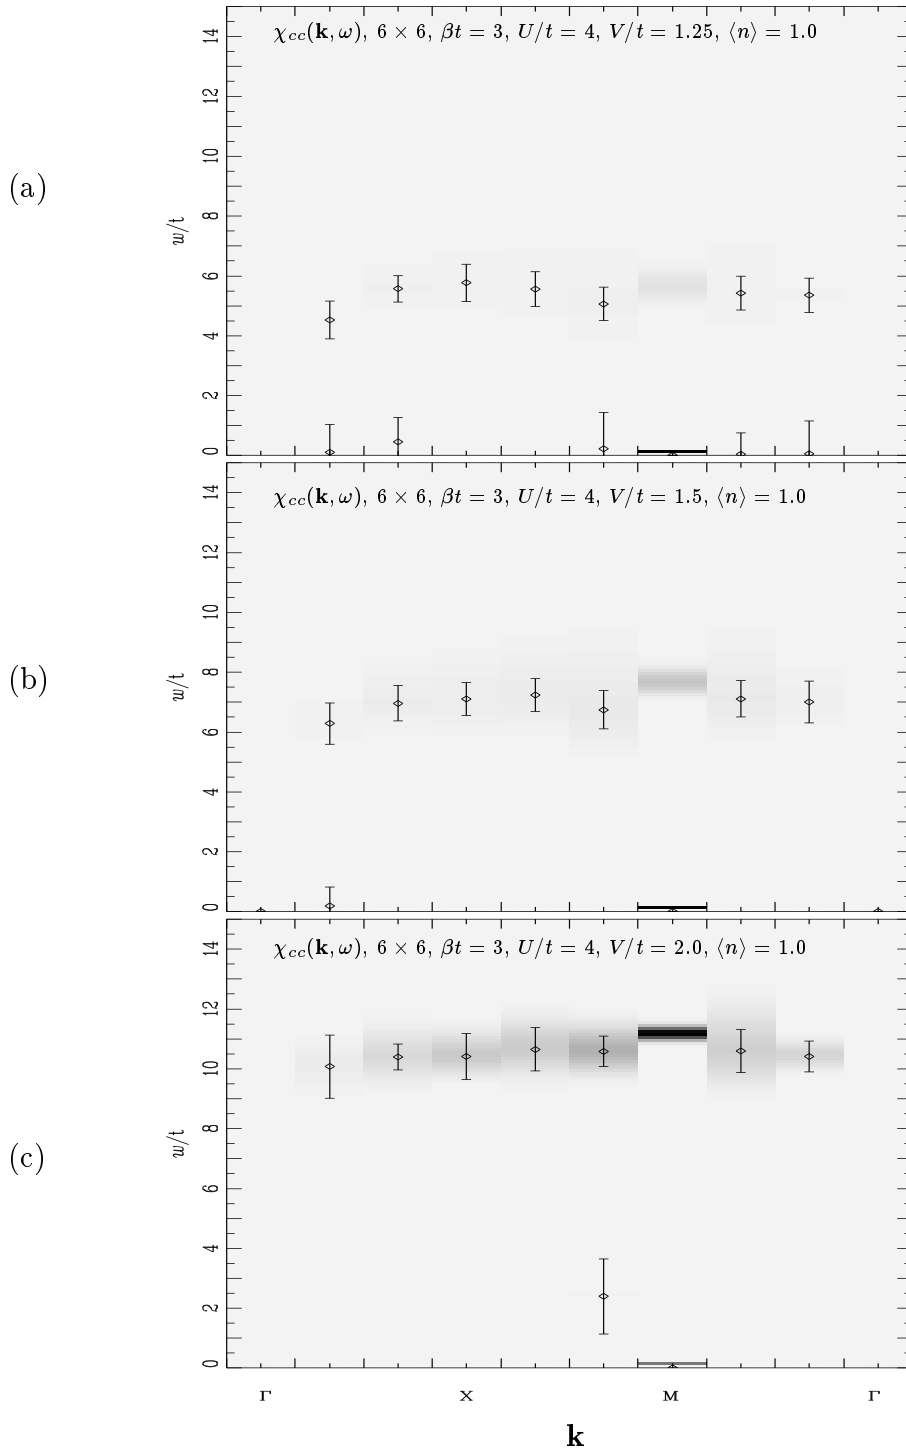 χcc(k, ω), 6 × 6, βt = 3, U/t = 4, V/t = 1.25, ⟨n⟩ = 1.0
14
12
10
(a)
8
w/t
6
4
2
0
χcc(k, ω), 6 × 6, βt = 3, U/t = 4, V/t = 1.5, ⟨n⟩ = 1.0
14
12
10
(b)
8
w/t
6
4
2
0
χcc(k, ω), 6 × 6, βt = 3, U/t = 4, V/t = 2.0, ⟨n⟩ = 1.0
14
12
10
8
(c)
w/t
6
4
2
0
Γ X M Γ
k